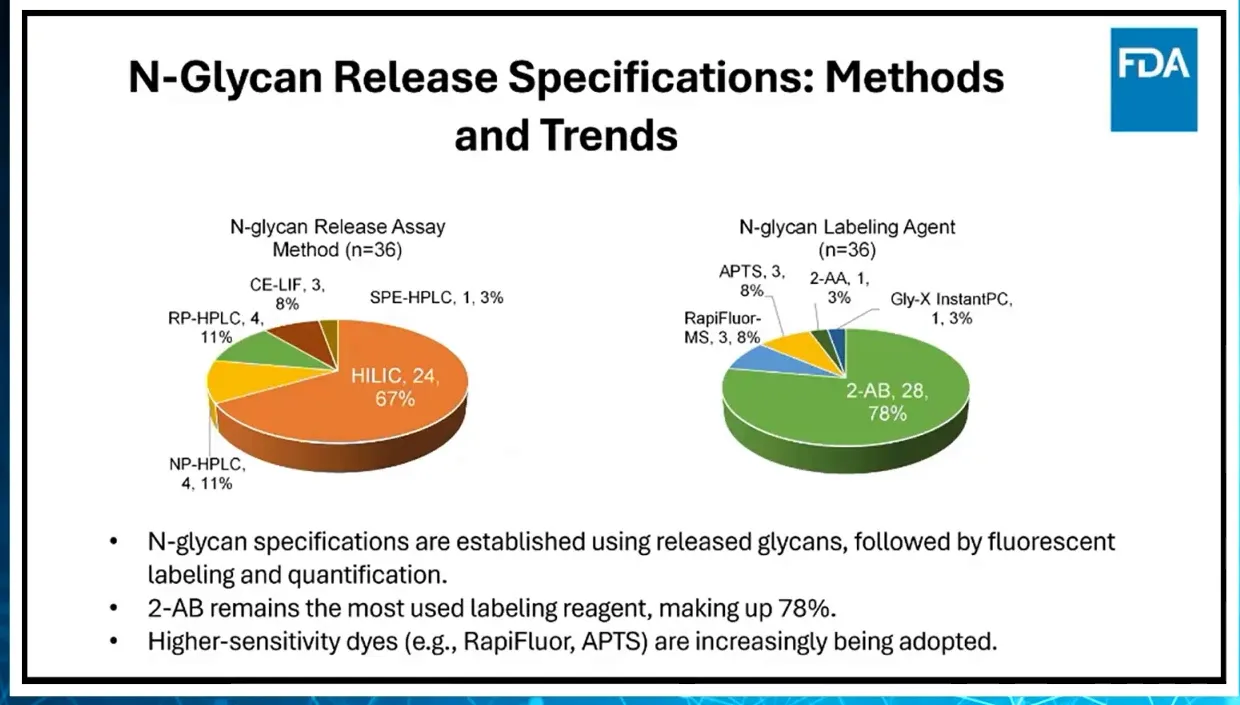 FDA
N-Glycan Release Specifications: Methods
and Trends
N-glycan Release Assay
Method (n=36)
CE-LIF, 3,
8%
SPE-HPLC, 1, 3%
RP-HPLC, 4,
11%
HILIC, 24,
67%
NP-HPLC,
4, 11%
N-glycan Labeling Agent
(n=36)
APTS, 3,
8%
2-AA, 1,
3%
Gly-X InstantPC,
1, 3%
RapiFluor-
MS, 3, 8%
2-AB, 28,
78%
• N-glycan specifications are established using released glycans, followed by fluorescent
labeling and quantification.
• 2-AB remains the most used labeling reagent, making up 78%.
• Higher-sensitivity dyes (e.g., RapiFluor, APTS) are increasingly being adopted.